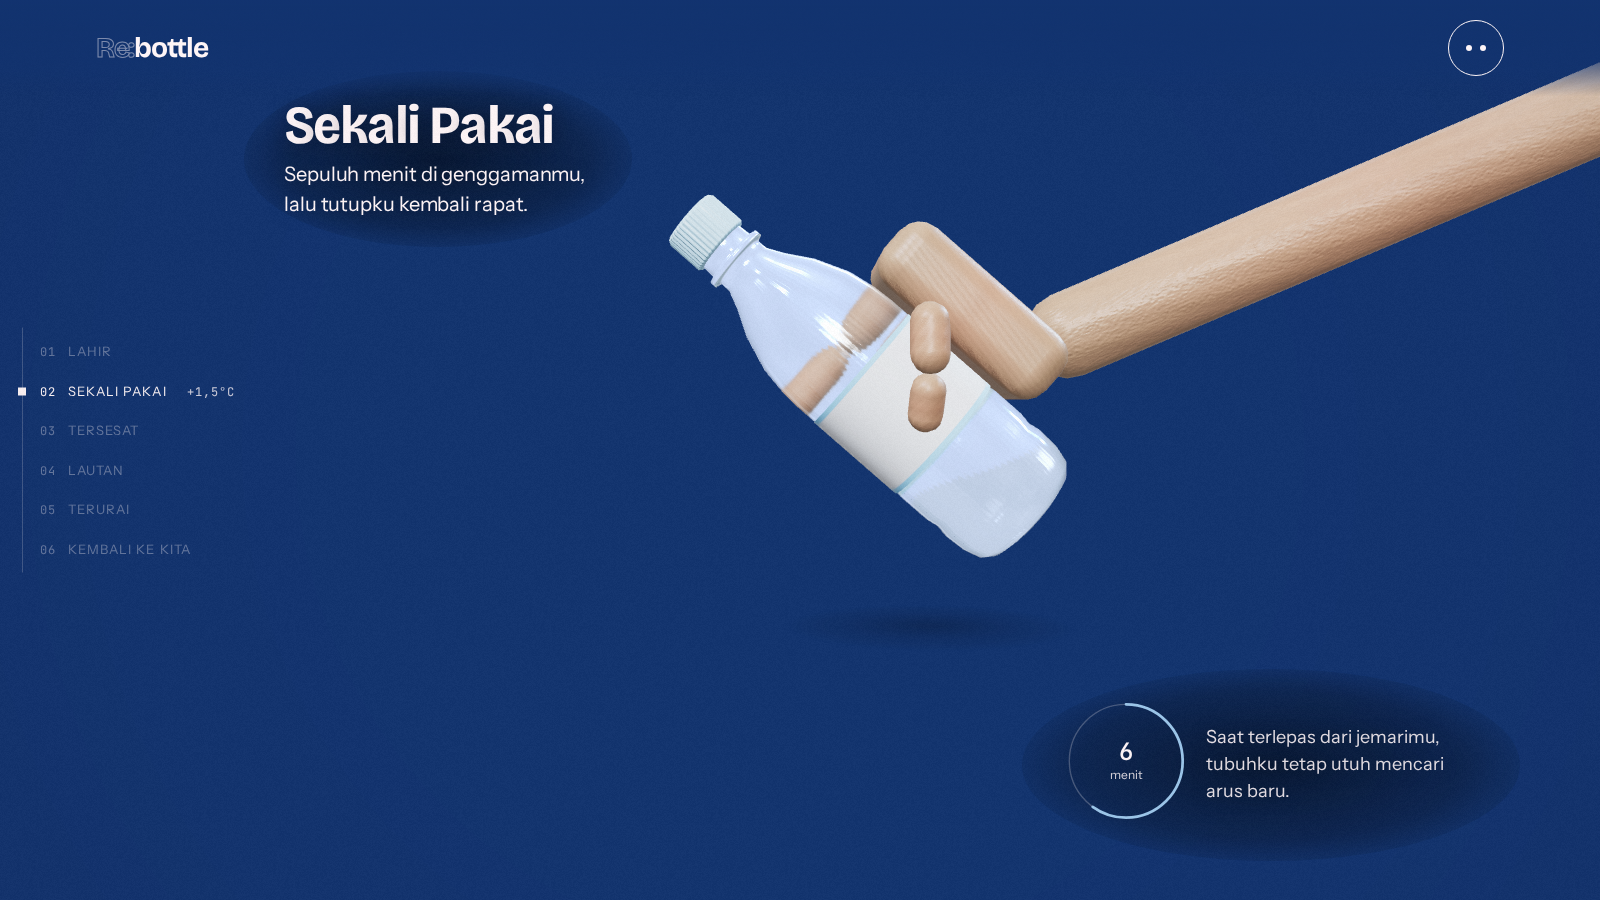 Re:bottle
Sekali Pakai
Sepuluh menit di genggamanmu,
lalu tutupku kembali rapat.
01 LAHIR
02 SEKALI PAKAI +1,5°C
03 TERSESAT
04 LAUTAN
05 TERURAI
06 KEMBALI KE KITA
6
menit
Saat terlepas dari jemarimu,
tubuhku tetap utuh mencari
arus baru.